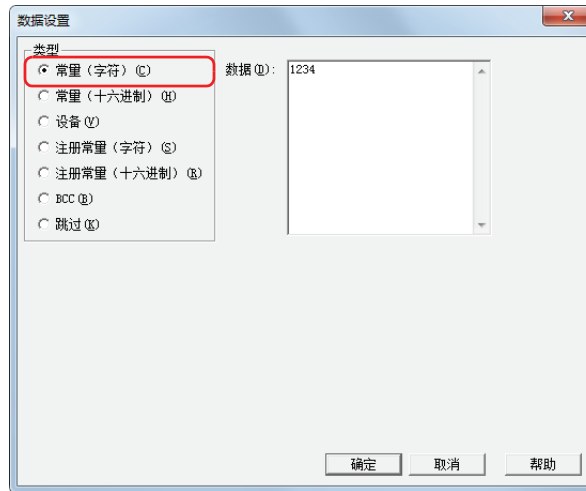 数据设置
类型
常量（字符）(C)
数据(D):
1234
常量（十六进制）(H)
设备(V)
注册常量（字符）(S)
注册常量（十六进制）(R)
BCC(B)
跳过(K)
确定
取消
帮助